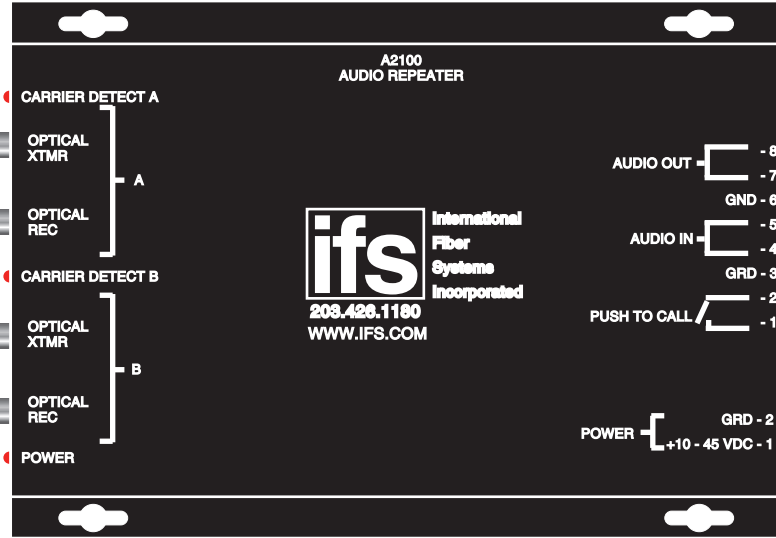 A2100
AUDIO REPEATER
CARRIER DETECT A
OPTICAL
XTMR
A
OPTICAL
REC
CARRIER DETECT B
OPTICAL
XTMR
B
OPTICAL
REC
POWER
ifs
International
Fiber
Systems
Incorporated
203.426.1180
WWW.IFS.COM
AUDIO OUT
- 8
- 7
GND - 6
AUDIO IN
- 5
- 4
GRD - 3
PUSH TO CALL
- 2
- 1
POWER
GRD - 2
+10 - 45 VDC - 1